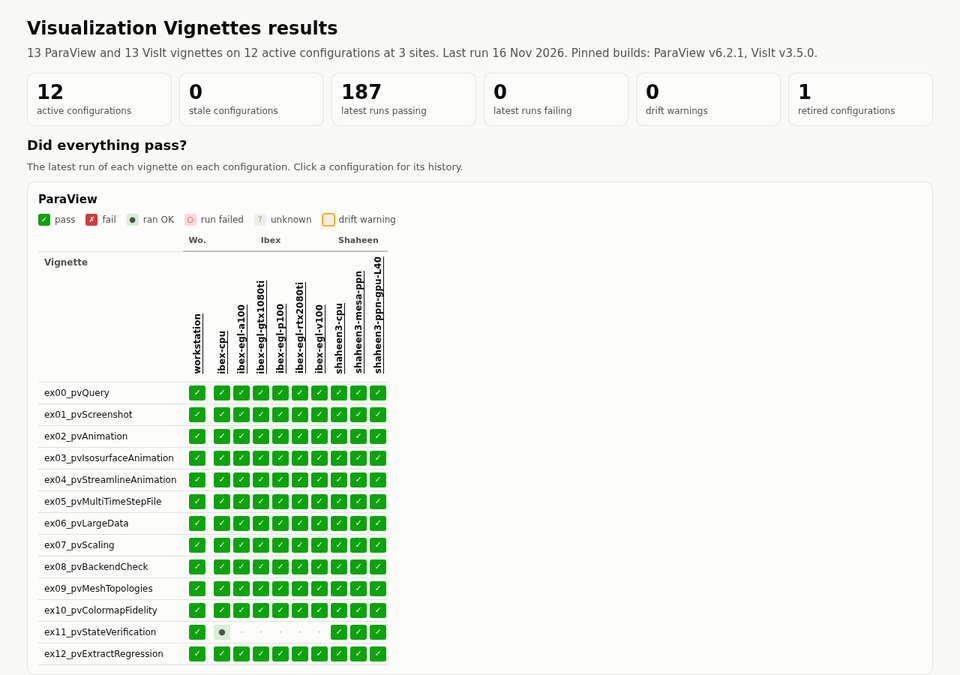 Visualization Vignettes results
13 ParaView and 13 VisIt vignettes on 12 active configurations at 3 sites. Last run 16 Nov 2026. Pinned builds: ParaView v6.2.1, VisIt v3.5.0.
12 0 187 0 0 1
active configurations stale configurations latest runs passing latest runs failing drift warnings retired configurations
Did everything pass?
The latest run of each vignette on each configuration. Click a configuration for its history.
ParaView
✓ pass ✗ fail ● ran OK ○ run failed ? unknown drift warning
Wo. Ibex Shaheen
Vignette workstation ibex-cpu ibex-egl-a100 ibex-egl-gtx1080ti ibex-egl-p100 ibex-egl-rtx2080ti ibex-egl-v100 shaheen3-cpu shaheen3-mesa-ppn shaheen3-ppn-gpu-L40
ex00_pvQuery ✓ ✓ ✓ ✓ ✓ ✓ ✓ ✓ ✓ ✓
ex01_pvScreenshot ✓ ✓ ✓ ✓ ✓ ✓ ✓ ✓ ✓ ✓
ex02_pvAnimation ✓ ✓ ✓ ✓ ✓ ✓ ✓ ✓ ✓ ✓
ex03_pvIsosurfaceAnimation ✓ ✓ ✓ ✓ ✓ ✓ ✓ ✓ ✓ ✓
ex04_pvStreamlineAnimation ✓ ✓ ✓ ✓ ✓ ✓ ✓ ✓ ✓ ✓
ex05_pvMultiTimeStepFile ✓ ✓ ✓ ✓ ✓ ✓ ✓ ✓ ✓ ✓
ex06_pvLargeData ✓ ✓ ✓ ✓ ✓ ✓ ✓ ✓ ✓ ✓
ex07_pvScaling ✓ ✓ ✓ ✓ ✓ ✓ ✓ ✓ ✓ ✓
ex08_pvBackendCheck ✓ ✓ ✓ ✓ ✓ ✓ ✓ ✓ ✓ ✓
ex09_pvMeshTopologies ✓ ✓ ✓ ✓ ✓ ✓ ✓ ✓ ✓ ✓
ex10_pvColormapFidelity ✓ ✓ ✓ ✓ ✓ ✓ ✓ ✓ ✓ ✓
ex11_pvStateVerification ✓ ● · · · · · ✓ ✓ ✓
ex12_pvExtractRegression ✓ ✓ ✓ ✓ ✓ ✓ ✓ ✓ ✓ ✓